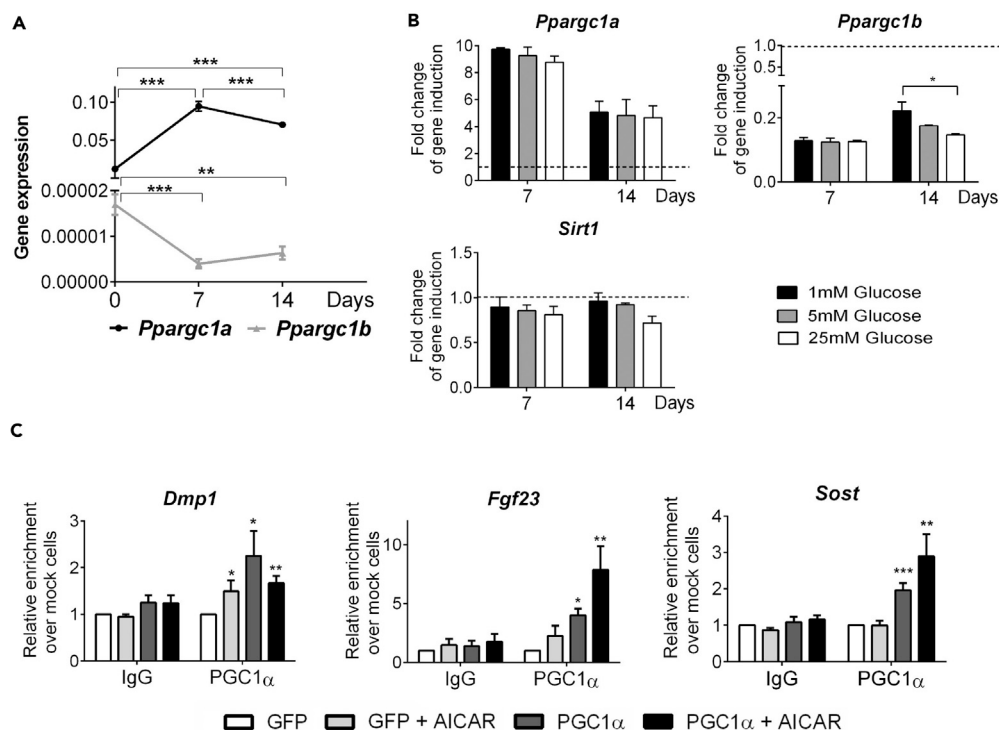 A
Gene expression
0.10
0.05
0.00002
0.00001
0.00000
***
***
***
**
***
0
7
14
Days
Ppargc1a
Ppargc1b
B
Ppargc1a
Fold change
of gene induction
10
8
6
4
2
0
7
14
Days
Ppargc1b
Fold change
of gene induction
1.0
0.5
0.2
0.0
*
7
14
Days
Sirt1
Fold change
of gene induction
1.5
1.0
0.5
0.0
7
14
Days
1mM Glucose
5mM Glucose
25mM Glucose
C
Dmp1
Relative enrichment
over mock cells
3
2
1
0
*
*
**
IgG
PGC1α
Fgf23
Relative enrichment
over mock cells
10
5
0
*
**
IgG
PGC1α
Sost
Relative enrichment
over mock cells
4
3
2
1
0
***
**
IgG
PGC1α
GFP
GFP + AICAR
PGC1α
PGC1α + AICAR